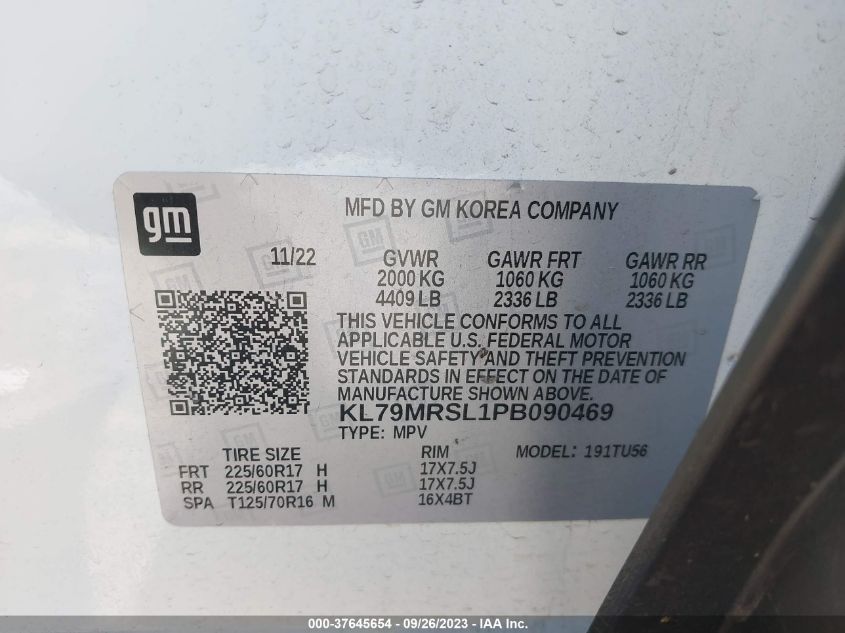 gm
MFD BY GM KOREA COMPANY
11/22 GVWR GAWR FRT GAWR RR
2000 KG 1060 KG 1060 KG
4409 LB 2336 LB 2336 LB
THIS VEHICLE CONFORMS TO ALL
APPLICABLE U.S. FEDERAL MOTOR
VEHICLE SAFETY AND THEFT PREVENTION
STANDARDS IN EFFECT ON THE DATE OF
MANUFACTURE SHOWN ABOVE.
KL79MRSL1PB090469
TYPE: MPV
TIRE SIZE RIM MODEL: 191TU56
FRT 225/60R17 H 17X7.5J
RR 225/60R17 H 17X7.5J
SPA T125/70R16 M 16X4BT
000-37645654 / 09/26/2023 - IAA Inc.